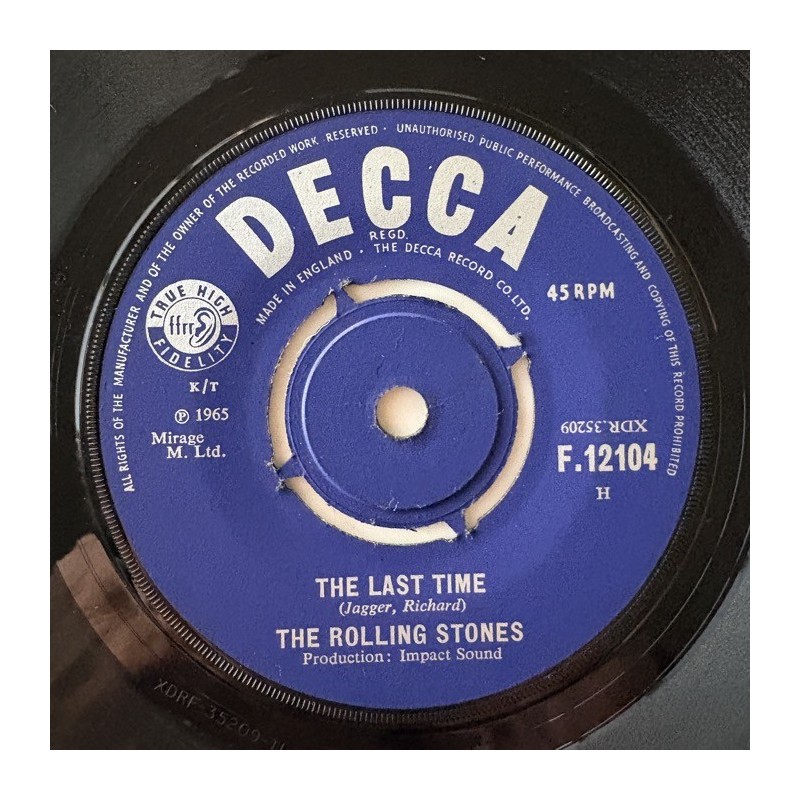 ALL RIGHTS OF THE MANUFACTURER AND OF THE OWNER OF THE RECORDED WORK RESERVED · UNAUTHORISED PUBLIC PERFORMANCE BROADCASTING AND COPYING OF THIS RECORD PROHIBITED
DECCA
REGD.
MADE IN ENGLAND · THE DECCA RECORD CO. LTD.
TRUE HIGH
ffrr
FIDELITY
45 RPM
K/T
℗ 1965
Mirage
M. Ltd.
XDR.35209
F.12104
H
THE LAST TIME
(Jagger, Richard)
THE ROLLING STONES
Production: Impact Sound
XDRF 35209